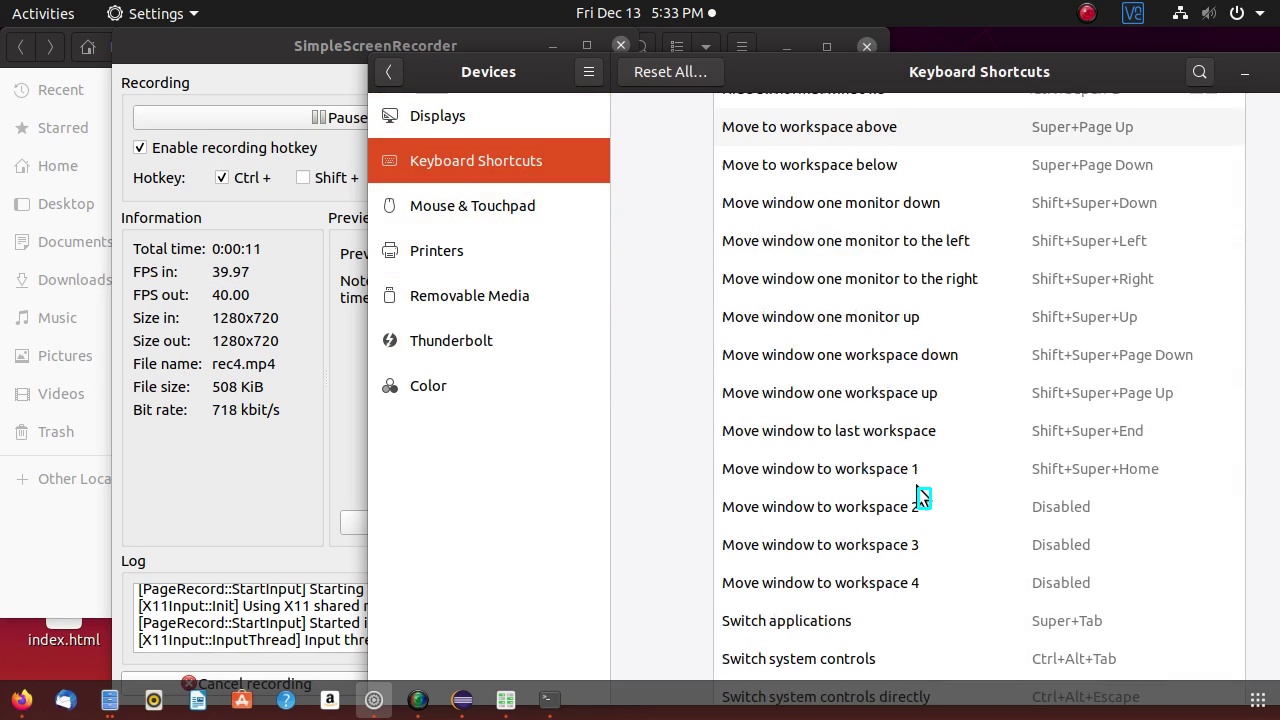 Activities
Settings
Fri Dec 13 5:33 PM
SimpleScreenRecorder
Devices
Reset All...
Keyboard Shortcuts
Recent
Starred
Home
Desktop
Documents
Downloads
Music
Pictures
Videos
Trash
Other Loca
index.html
Recording
Pause
Enable recording hotkey
Hotkey: Ctrl + Shift +
Information
Total time: 0:00:11
FPS in: 39.97
FPS out: 40.00
Size in: 1280x720
Size out: 1280x720
File name: rec4.mp4
File size: 508 KiB
Bit rate: 718 kbit/s
Previe
Prev
Note
time
Log
[PageRecord::StartInput] Starting
[X11Input::Init] Using X11 shared
[PageRecord::StartInput] Started i
[X11Input::InputThread] Input thre
Cancel recording
Displays
Keyboard Shortcuts
Mouse & Touchpad
Printers
Removable Media
Thunderbolt
Color
Move to workspace above Super+Page Up
Move to workspace below Super+Page Down
Move window one monitor down Shift+Super+Down
Move window one monitor to the left Shift+Super+Left
Move window one monitor to the right Shift+Super+Right
Move window one monitor up Shift+Super+Up
Move window one workspace down Shift+Super+Page Down
Move window one workspace up Shift+Super+Page Up
Move window to last workspace Shift+Super+End
Move window to workspace 1 Shift+Super+Home
Move window to workspace 2 Disabled
Move window to workspace 3 Disabled
Move window to workspace 4 Disabled
Switch applications Super+Tab
Switch system controls Ctrl+Alt+Tab
Switch system controls directly Ctrl+Alt+Escape